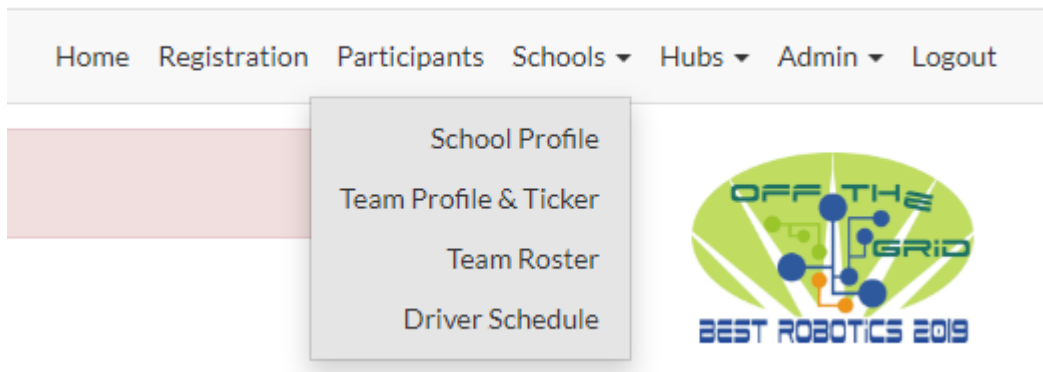 Home Registration Participants Schools Hubs Admin Logout
School Profile
Team Profile & Ticker
Team Roster
Driver Schedule
OFF THE
GRID
BEST ROBOTICS 2019